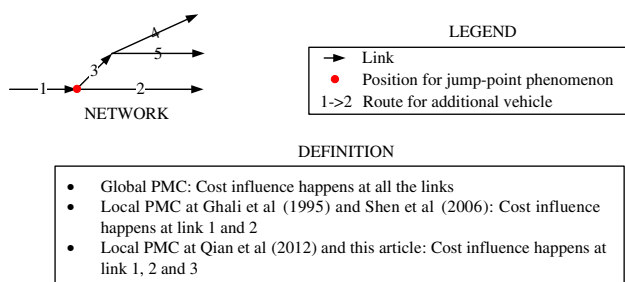 4
5
3
1
2
NETWORK
LEGEND
Link
Position for jump-point phenomenon
1->2 Route for additional vehicle
DEFINITION
• Global PMC: Cost influence happens at all the links
• Local PMC at Ghali et al (1995) and Shen et al (2006): Cost influence
happens at link 1 and 2
• Local PMC at Qian et al (2012) and this article: Cost influence happens at
link 1, 2 and 3